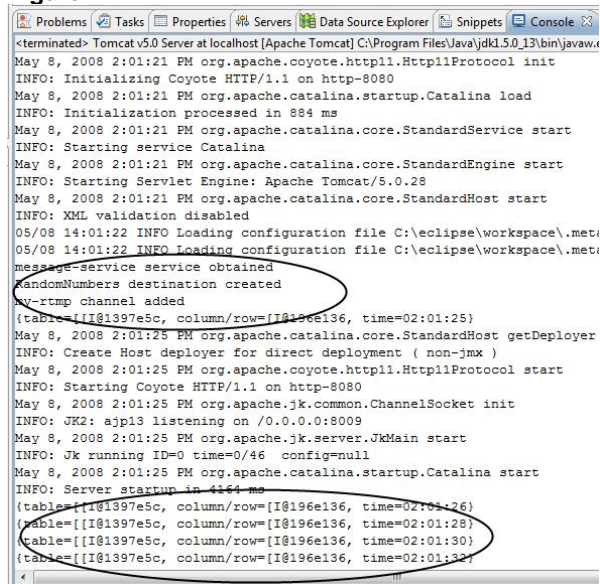 Problems Tasks Properties Servers Data Source Explorer Snippets Console
<terminated> Tomcat v5.0 Server at localhost [Apache Tomcat] C:\Program Files\Java\jdk1.5.0_13\bin\javaw.e
May 8, 2008 2:01:21 PM org.apache.coyote.http11.Http11Protocol init
INFO: Initializing Coyote HTTP/1.1 on http-8080
May 8, 2008 2:01:21 PM org.apache.catalina.startup.Catalina load
INFO: Initialization processed in 884 ms
May 8, 2008 2:01:21 PM org.apache.catalina.core.StandardService start
INFO: Starting service Catalina
May 8, 2008 2:01:21 PM org.apache.catalina.core.StandardEngine start
INFO: Starting Servlet Engine: Apache Tomcat/5.0.28
May 8, 2008 2:01:21 PM org.apache.catalina.core.StandardHost start
INFO: XML validation disabled
05/08 14:01:22 INFO Loading configuration file C:\eclipse\workspace\.meta
05/08 14:01:22 INFO Loading configuration file C:\eclipse\workspace\.meta
message-service service obtained
RandomNumbers destination created
my-rtmp channel added
{table=[[I@1397e5c, column/row=[I@196e136, time=02:01:25}
May 8, 2008 2:01:25 PM org.apache.catalina.core.StandardHost getDeployer
INFO: Create Host deployer for direct deployment ( non-jmx )
May 8, 2008 2:01:25 PM org.apache.coyote.http11.Http11Protocol start
INFO: Starting Coyote HTTP/1.1 on http-8080
May 8, 2008 2:01:25 PM org.apache.jk.common.ChannelSocket init
INFO: JK2: ajp13 listening on /0.0.0.0:8009
May 8, 2008 2:01:25 PM org.apache.jk.server.JkMain start
INFO: Jk running ID=0 time=0/46 config=null
May 8, 2008 2:01:25 PM org.apache.catalina.startup.Catalina start
INFO: Server startup in 4164 ms
{table=[[I@1397e5c, column/row=[I@196e136, time=02:01:26}
{table=[[I@1397e5c, column/row=[I@196e136, time=02:01:28}
{table=[[I@1397e5c, column/row=[I@196e136, time=02:01:30}
{table=[[I@1397e5c, column/row=[I@196e136, time=02:01:32}